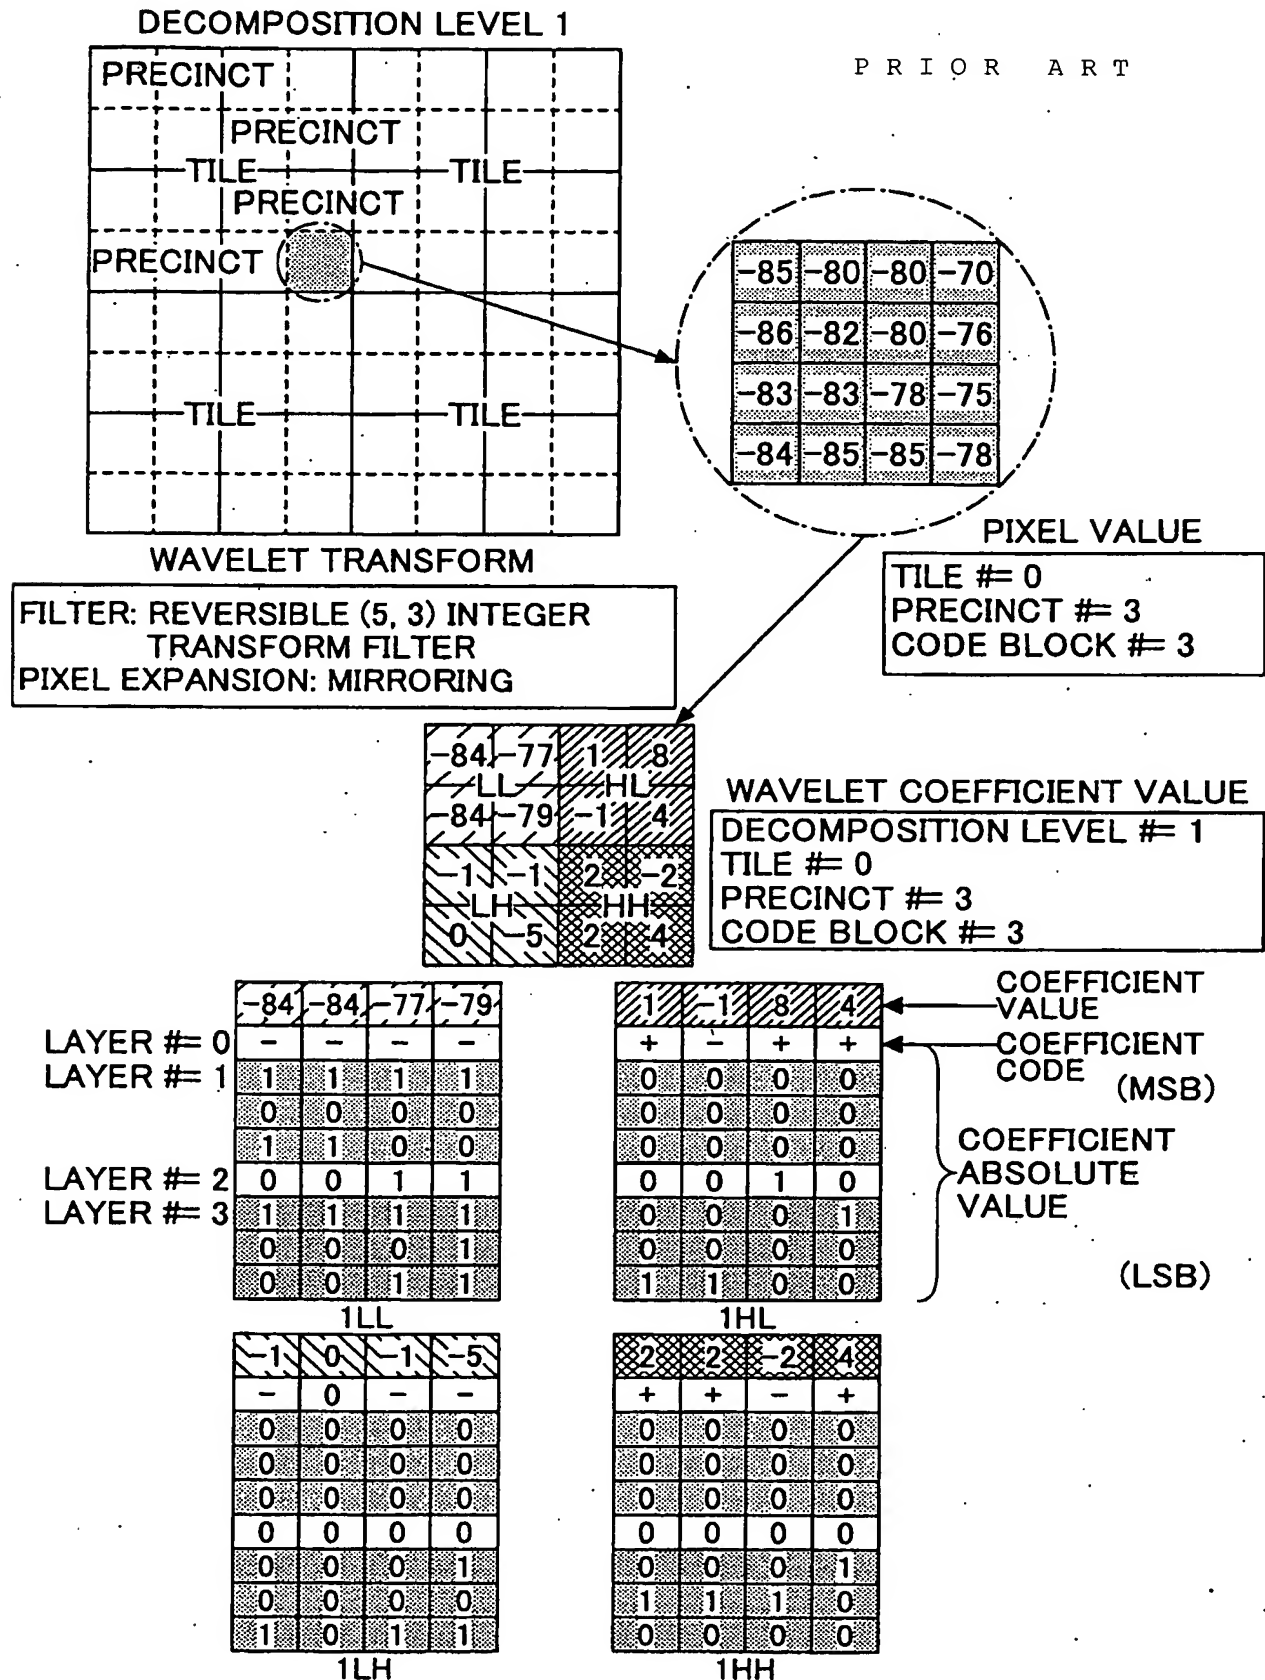 DECOMPOSITION LEVEL 1
PRIOR ART
PRECINCT
PRECINCT
TILE TILE
PRECINCT
PRECINCT
TILE TILE
-85 -80 -80 -70
-86 -82 -80 -76
-83 -83 -78 -75
-84 -85 -85 -78
WAVELET TRANSFORM
FILTER: REVERSIBLE (5, 3) INTEGER
TRANSFORM FILTER
PIXEL EXPANSION: MIRRORING
PIXEL VALUE
TILE #= 0
PRECINCT #= 3
CODE BLOCK #= 3
-84 -77 1 8
LL HL
-84 -79 -1 4
-1 -1 2 -2
LH HH
0 -5 2 4
WAVELET COEFFICIENT VALUE
DECOMPOSITION LEVEL #= 1
TILE #= 0
PRECINCT #= 3
CODE BLOCK #= 3
LAYER #= 0
LAYER #= 1
LAYER #= 2
LAYER #= 3
-84 -84 -77 -79
- - - -
1 1 1 1
0 0 0 0
1 1 0 0
0 0 1 1
1 1 1 1
0 0 0 1
0 0 1 1
1LL
1 -1 8 4
+ - + +
0 0 0 0
0 0 0 0
0 0 0 0
0 0 1 0
0 0 0 1
0 0 0 0
1 1 0 0
1HL
COEFFICIENT
VALUE
COEFFICIENT
CODE
(MSB)
COEFFICIENT
ABSOLUTE
VALUE
(LSB)
-1 0 -1 -5
- 0 - -
0 0 0 0
0 0 0 0
0 0 0 0
0 0 0 0
0 0 0 1
0 0 0 0
1 0 1 1
1LH
2 2 -2 4
+ + - +
0 0 0 0
0 0 0 0
0 0 0 0
0 0 0 0
0 0 0 1
1 1 1 0
0 0 0 0
1HH